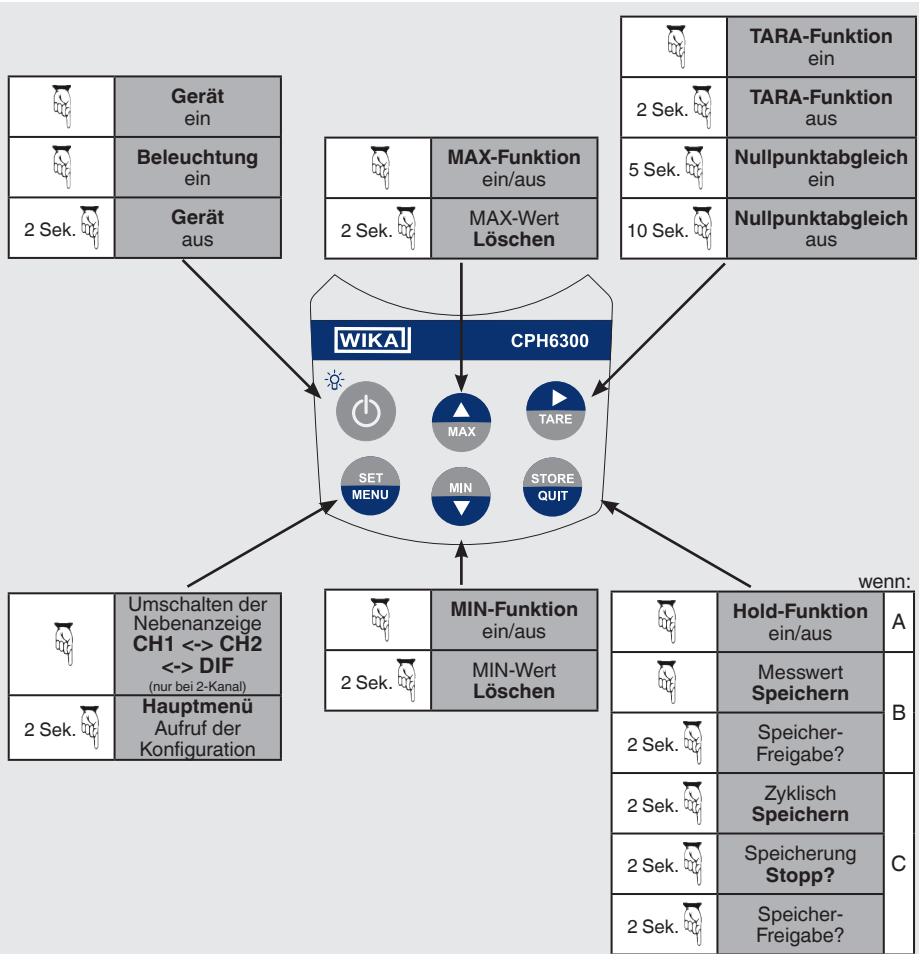 Gerät
ein
Beleuchtung
ein
2 Sek.
Gerät
aus
MAX-Funktion
ein/aus
2 Sek.
MAX-Wert
Löschen
TARA-Funktion
ein
2 Sek.
TARA-Funktion
aus
5 Sek.
Nullpunktabgleich
ein
10 Sek.
Nullpunktabgleich
aus
WIKA
CPH6300
MAX
TARE
SET
MENU
MIN
STORE
QUIT
Umschalten der
Nebenanzeige
CH1 <-> CH2
<-> DIF
(nur bei 2-Kanal)
2 Sek.
Hauptmenü
Aufruf der
Konfiguration
MIN-Funktion
ein/aus
2 Sek.
MIN-Wert
Löschen
wenn:
Hold-Funktion
ein/aus
A
Messwert
Speichern
B
2 Sek.
Speicher-
Freigabe?
2 Sek.
Zyklisch
Speichern
2 Sek.
Speicherung
Stopp?
C
2 Sek.
Speicher-
Freigabe?